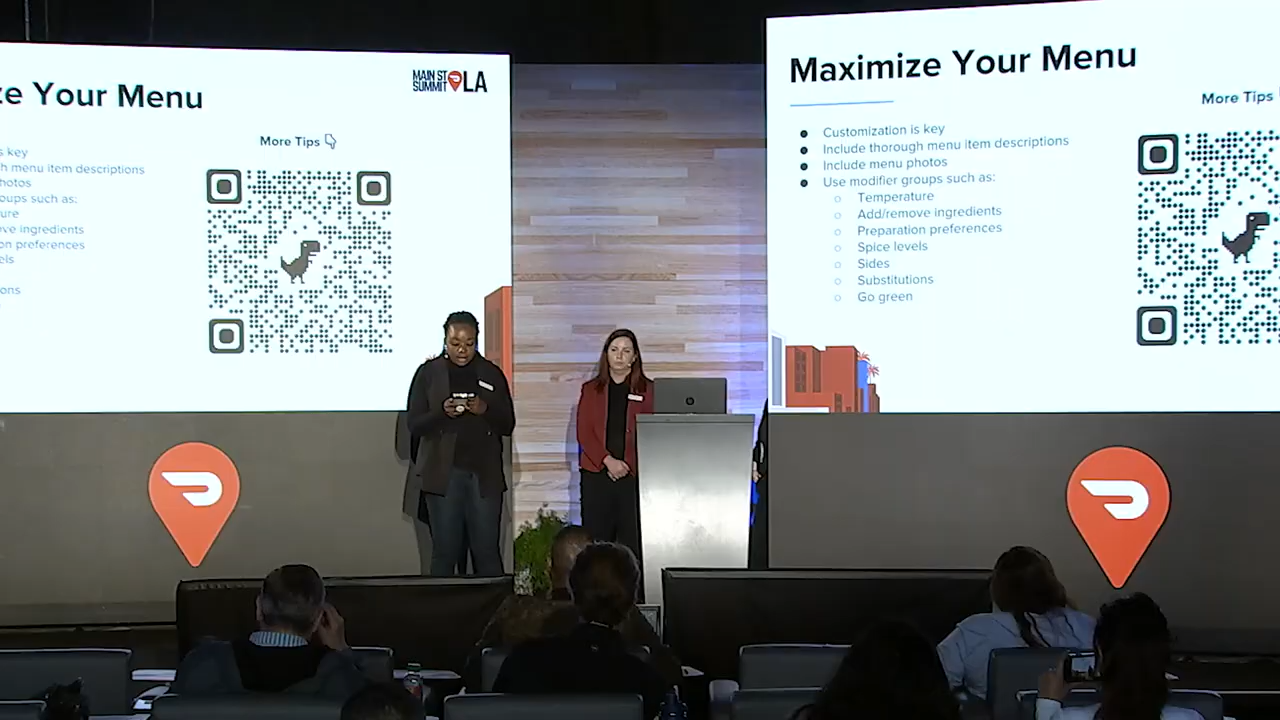 ze Your Menu
MAIN ST
SUMMIT LA
More Tips
s key
h menu item descriptions
hotos
oups such as:
ure
ve ingredients
on preferences
els
ons
Maximize Your Menu
More Tips
Customization is key
Include thorough menu item descriptions
Include menu photos
Use modifier groups such as:
Temperature
Add/remove ingredients
Preparation preferences
Spice levels
Sides
Substitutions
Go green